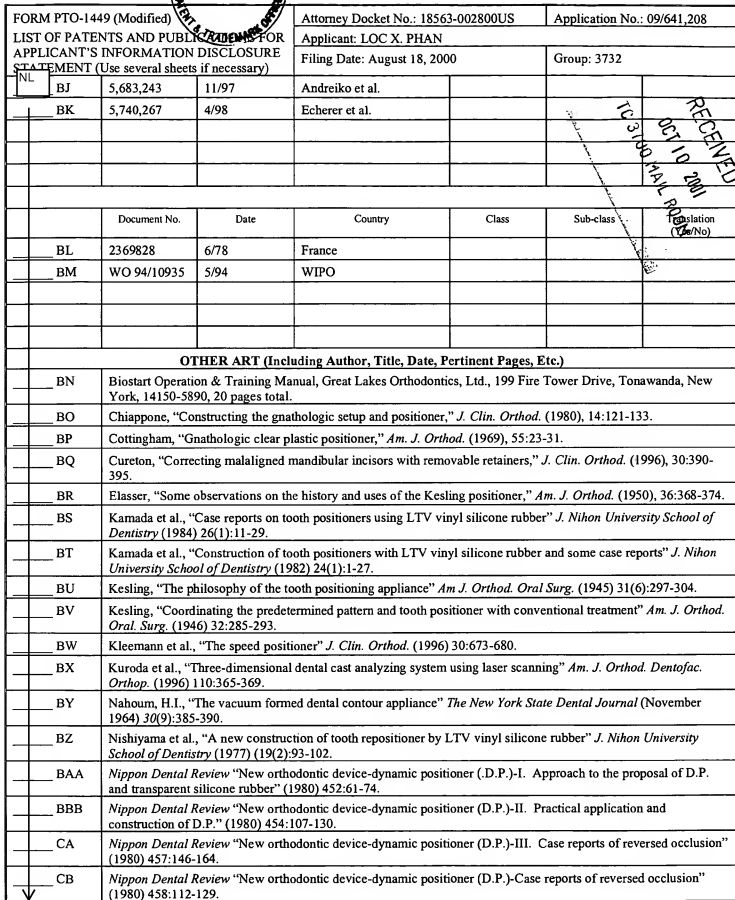 FORM PTO-1449 (Modified)
LIST OF PATENTS AND PUBLICATIONS FOR
APPLICANT'S INFORMATION DISCLOSURE
STATEMENT (Use several sheets if necessary)
PATENT & TRADEMARK OFFICE
Attorney Docket No.: 18563-002800US Application No.: 09/641,208
Applicant: LOC X. PHAN
Filing Date: August 18, 2000 Group: 3732
NL
BJ 5,683,243 11/97 Andreiko et al.
BK 5,740,267 4/98 Echerer et al.
RECEIVED
OCT 10 2001
TC 3700 MAIL ROOM
Document No. Date Country Class Sub-class Translation
(Yes/No)
BL 2369828 6/78 France
BM WO 94/10935 5/94 WIPO
OTHER ART (Including Author, Title, Date, Pertinent Pages, Etc.)
BN Biostart Operation & Training Manual, Great Lakes Orthodontics, Ltd., 199 Fire Tower Drive, Tonawanda, New
York, 14150-5890, 20 pages total.
BO Chiappone, "Constructing the gnathologic setup and positioner," J. Clin. Orthod. (1980), 14:121-133.
BP Cottingham, "Gnathologic clear plastic positioner," Am. J. Orthod. (1969), 55:23-31.
BQ Cureton, "Correcting malaligned mandibular incisors with removable retainers," J. Clin. Orthod. (1996), 30:390-
395.
BR Elasser, "Some observations on the history and uses of the Kesling positioner," Am. J. Orthod. (1950), 36:368-374.
BS Kamada et al., "Case reports on tooth positioners using LTV vinyl silicone rubber" J. Nihon University School of
Dentistry (1984) 26(1):11-29.
BT Kamada et al., "Construction of tooth positioners with LTV vinyl silicone rubber and some case reports" J. Nihon
University School of Dentistry (1982) 24(1):1-27.
BU Kesling, "The philosophy of the tooth positioning appliance" Am J. Orthod. Oral Surg. (1945) 31(6):297-304.
BV Kesling, "Coordinating the predetermined pattern and tooth positioner with conventional treatment" Am. J. Orthod.
Oral. Surg. (1946) 32:285-293.
BW Kleemann et al., "The speed positioner" J. Clin. Orthod. (1996) 30:673-680.
BX Kuroda et al., "Three-dimensional dental cast analyzing system using laser scanning" Am. J. Orthod. Dentofac.
Orthop. (1996) 110:365-369.
BY Nahoum, H.I., "The vacuum formed dental contour appliance" The New York State Dental Journal (November
1964) 30(9):385-390.
BZ Nishiyama et al., "A new construction of tooth repositioner by LTV vinyl silicone rubber" J. Nihon University
School of Dentistry (1977) (19(2):93-102.
BAA Nippon Dental Review "New orthodontic device-dynamic positioner (.D.P.)-I. Approach to the proposal of D.P.
and transparent silicone rubber" (1980) 452:61-74.
BBB Nippon Dental Review "New orthodontic device-dynamic positioner (D.P.)-II. Practical application and
construction of D.P." (1980) 454:107-130.
CA Nippon Dental Review "New orthodontic device-dynamic positioner (D.P.)-III. Case reports of reversed occlusion"
(1980) 457:146-164.
CB Nippon Dental Review "New orthodontic device-dynamic positioner (D.P.)-Case reports of reversed occlusion"
(1980) 458:112-129.